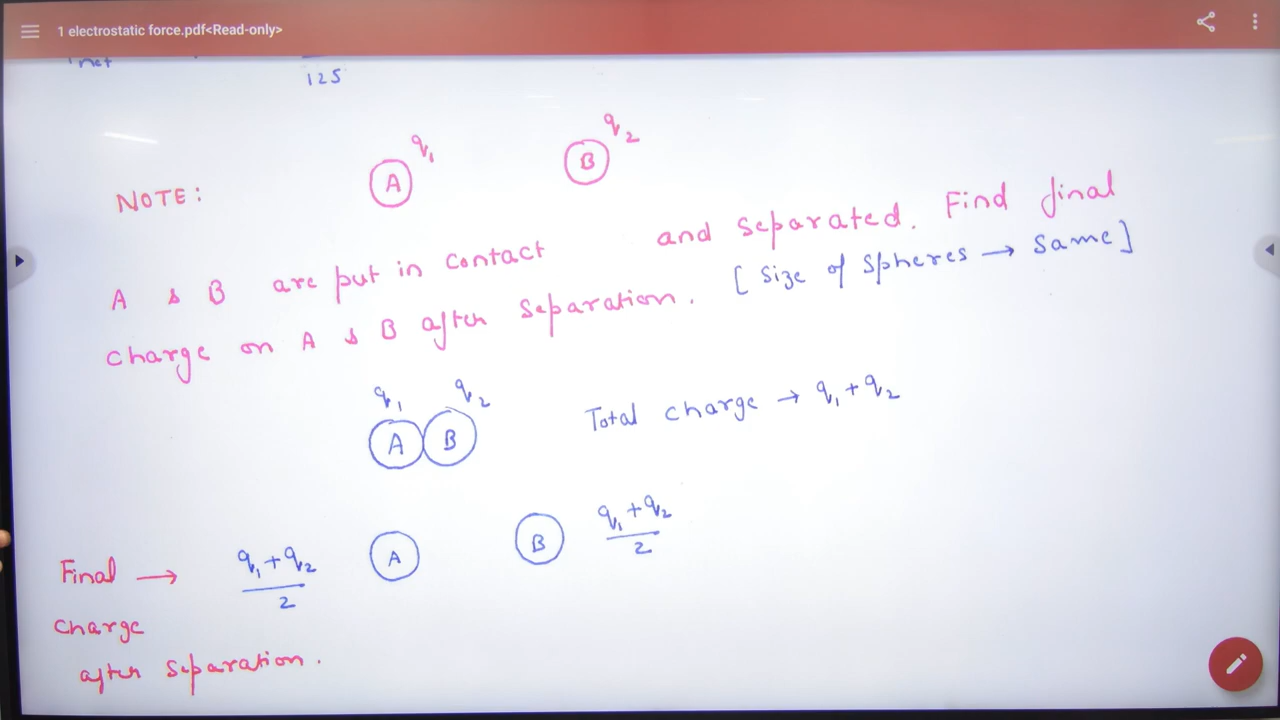 1 electrostatic force.pdf<Read-only>
net
125
q1
q2
A
B
NOTE:
A & B are put in contact and separated. Find final
charge on A & B after separation. [Size of Spheres → Same]
q1
q2
A
B
Total charge → q1+q2
Final → q1+q2/2
A
B
q1+q2/2
charge
after separation.